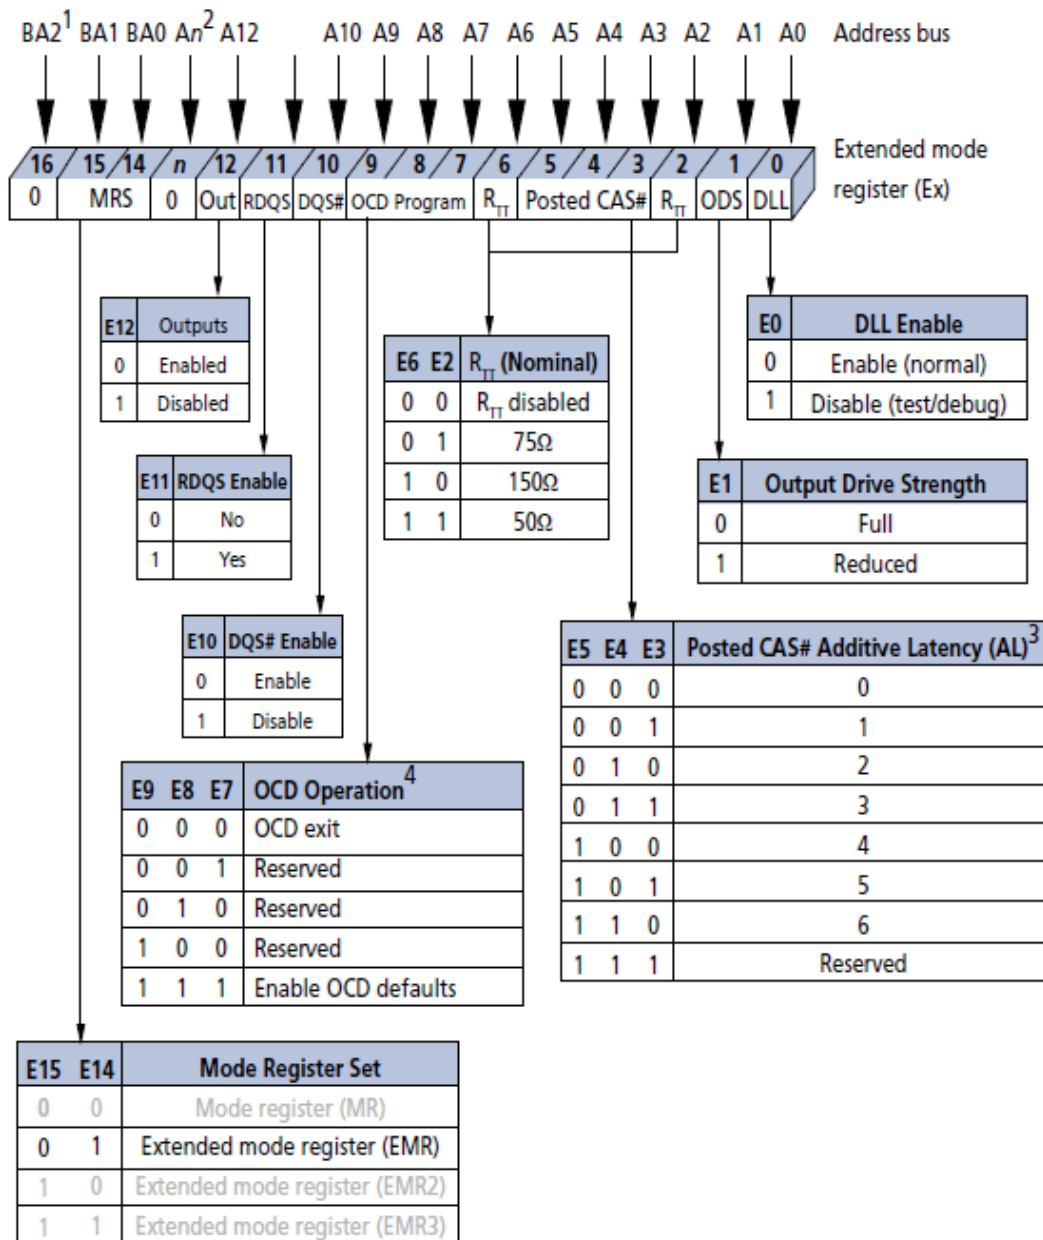 BA2¹ BA1 BA0 An² A12 A10 A9 A8 A7 A6 A5 A4 A3 A2 A1 A0 Address bus
16 15 14 n 12 11 10 9 8 7 6 5 4 3 2 1 0
Extended mode
register (Ex)
0 MRS 0 Out RDQS DQS# OCD Program RTT Posted CAS# RTT ODS DLL
E12 Outputs
0 Enabled
1 Disabled
E0 DLL Enable
0 Enable (normal)
1 Disable (test/debug)
E6 E2 RTT (Nominal)
0 0 RTT disabled
0 1 75Ω
1 0 150Ω
1 1 50Ω
E11 RDQS Enable
0 No
1 Yes
E1 Output Drive Strength
0 Full
1 Reduced
E10 DQS# Enable
0 Enable
1 Disable
E5 E4 E3 Posted CAS# Additive Latency (AL)³
0 0 0 0
0 0 1 1
0 1 0 2
0 1 1 3
1 0 0 4
1 0 1 5
1 1 0 6
1 1 1 Reserved
E9 E8 E7 OCD Operation⁴
0 0 0 OCD exit
0 0 1 Reserved
0 1 0 Reserved
1 0 0 Reserved
1 1 1 Enable OCD defaults
E15 E14 Mode Register Set
0 0 Mode register (MR)
0 1 Extended mode register (EMR)
1 0 Extended mode register (EMR2)
1 1 Extended mode register (EMR3)